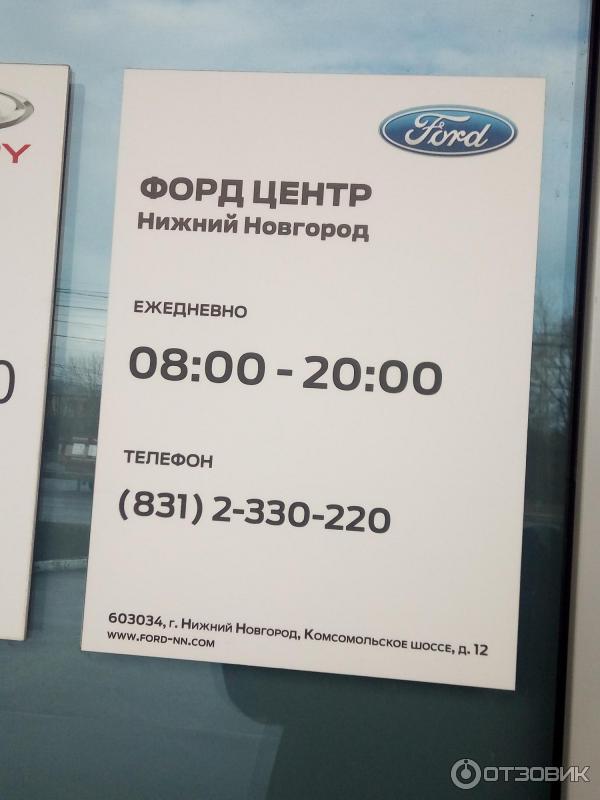 Ford
ФОРД ЦЕНТР
Нижний Новгород
ЕЖЕДНЕВНО
08:00 - 20:00
ТЕЛЕФОН
(831) 2-330-220
603034, г. Нижний Новгород, Комсомольское шоссе, д. 12
WWW.FORD-NN.COM
ОТЗОВИК